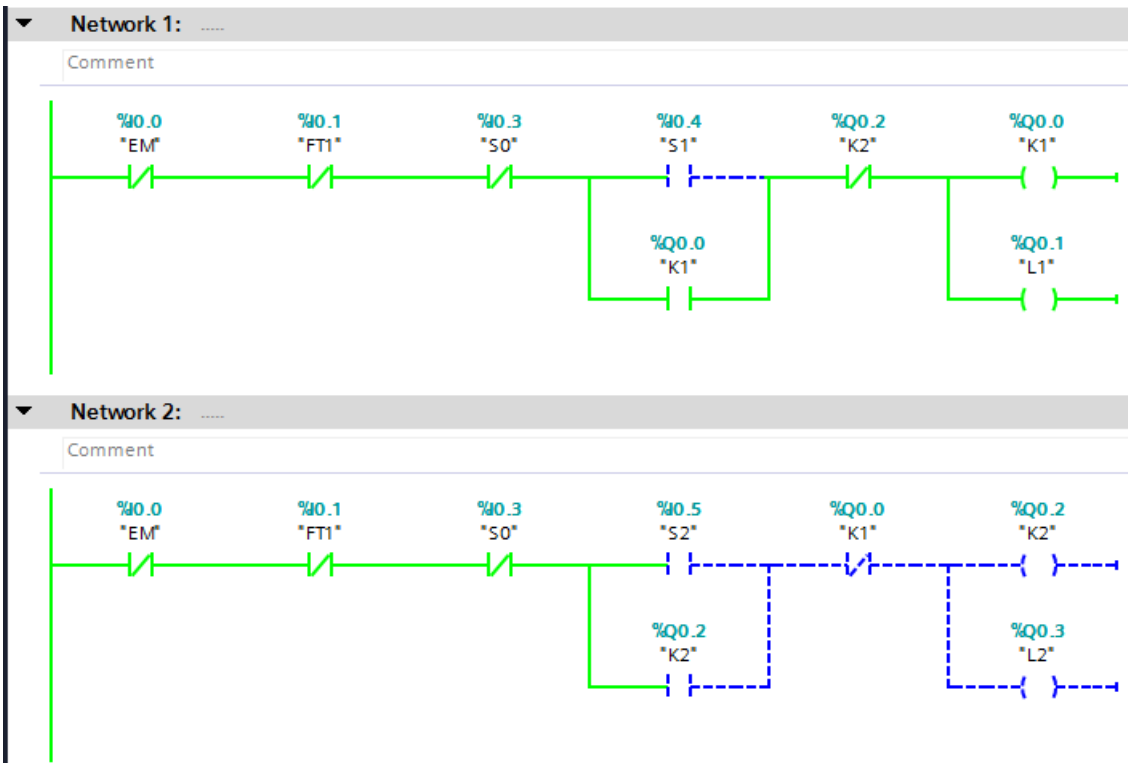 Network 1: .....
Comment
%I0.0 %I0.1 %I0.3 %I0.4 %Q0.2 %Q0.0
"EM" "FT1" "S0" "S1" "K2" "K1"
%Q0.0 %Q0.1
"K1" "L1"
Network 2: .....
Comment
%I0.0 %I0.1 %I0.3 %I0.5 %Q0.0 %Q0.2
"EM" "FT1" "S0" "S2" "K1" "K2"
%Q0.2 %Q0.3
"K2" "L2"